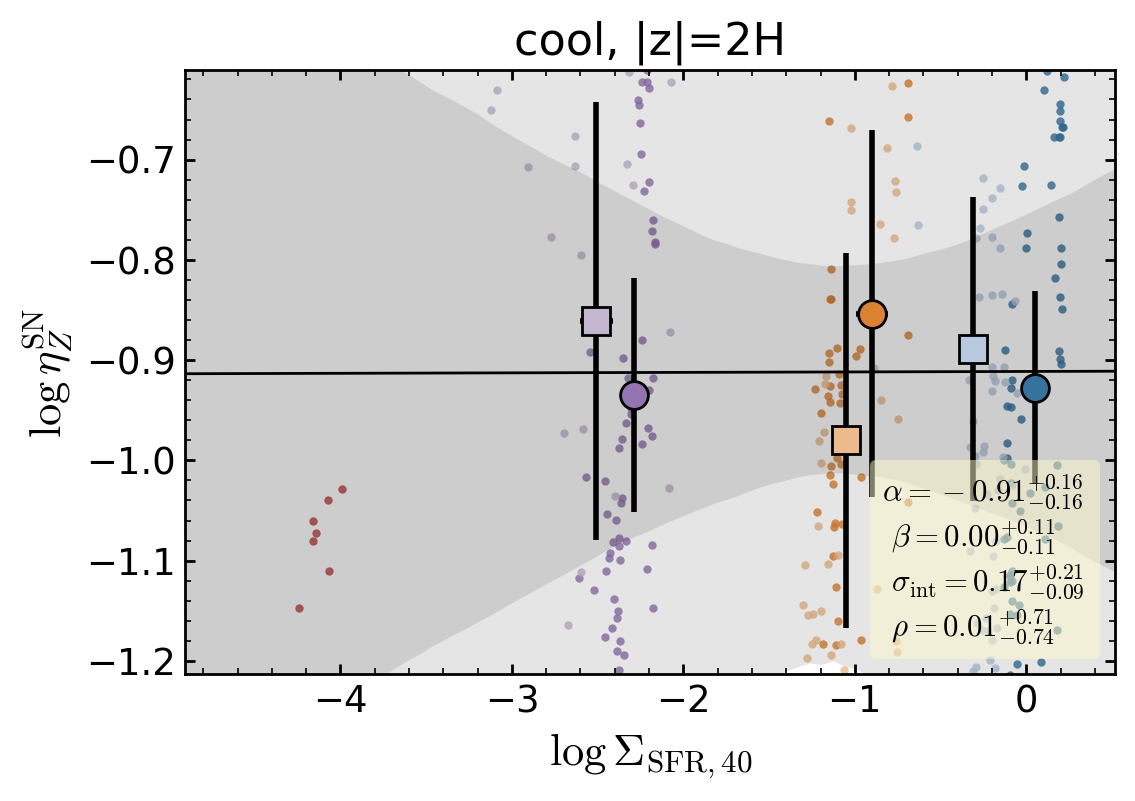 cool, |z|=2H
log η_Z^SN
−0.7
−0.8
−0.9
−1.0
−1.1
−1.2
α = −0.91^{+0.16}_{−0.16}
β = 0.00^{+0.11}_{−0.11}
σ_int = 0.17^{+0.21}_{−0.09}
ρ = 0.01^{+0.71}_{−0.74}
−4 −3 −2 −1 0
log Σ_{SFR, 40}